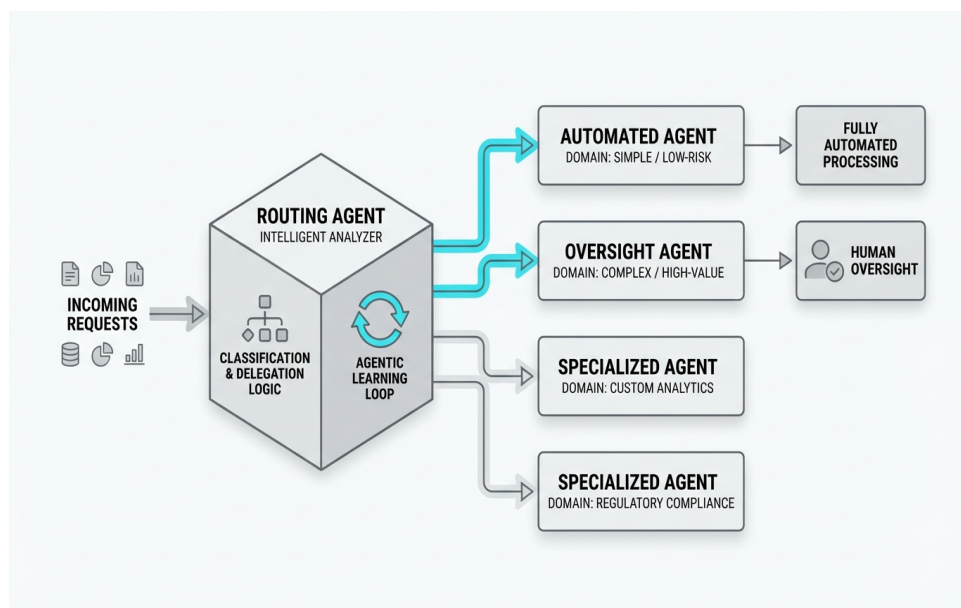 INCOMING
REQUESTS
ROUTING AGENT
INTELLIGENT ANALYZER
CLASSIFICATION
& DELEGATION
LOGIC
AGENTIC
LEARNING
LOOP
AUTOMATED AGENT
DOMAIN: SIMPLE / LOW-RISK
FULLY
AUTOMATED
PROCESSING
OVERSIGHT AGENT
DOMAIN: COMPLEX / HIGH-VALUE
HUMAN
OVERSIGHT
SPECIALIZED AGENT
DOMAIN: CUSTOM ANALYTICS
SPECIALIZED AGENT
DOMAIN: REGULATORY COMPLIANCE